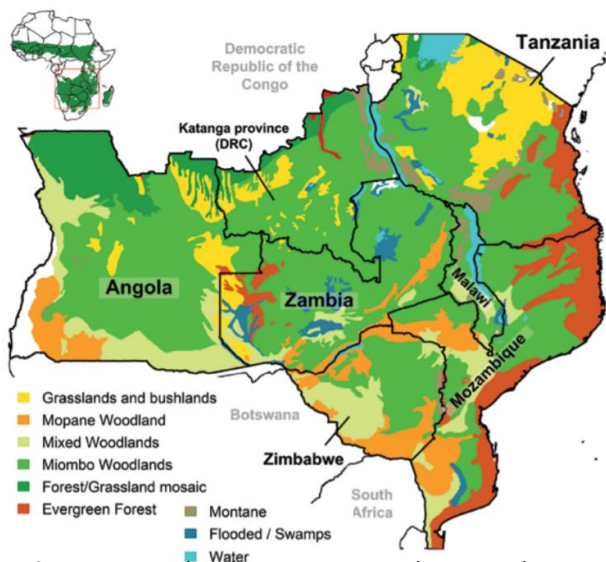 Democratic
Republic of the
Congo
Tanzania
Katanga province
(DRC)
Angola
Zambia
Malawi
Mozambique
Grasslands and bushlands
Mopane Woodland
Mixed Woodlands
Miombo Woodlands
Forest/Grassland mosaic
Evergreen Forest
Botswana
Zimbabwe
South
Africa
Montane
Flooded / Swamps
Water